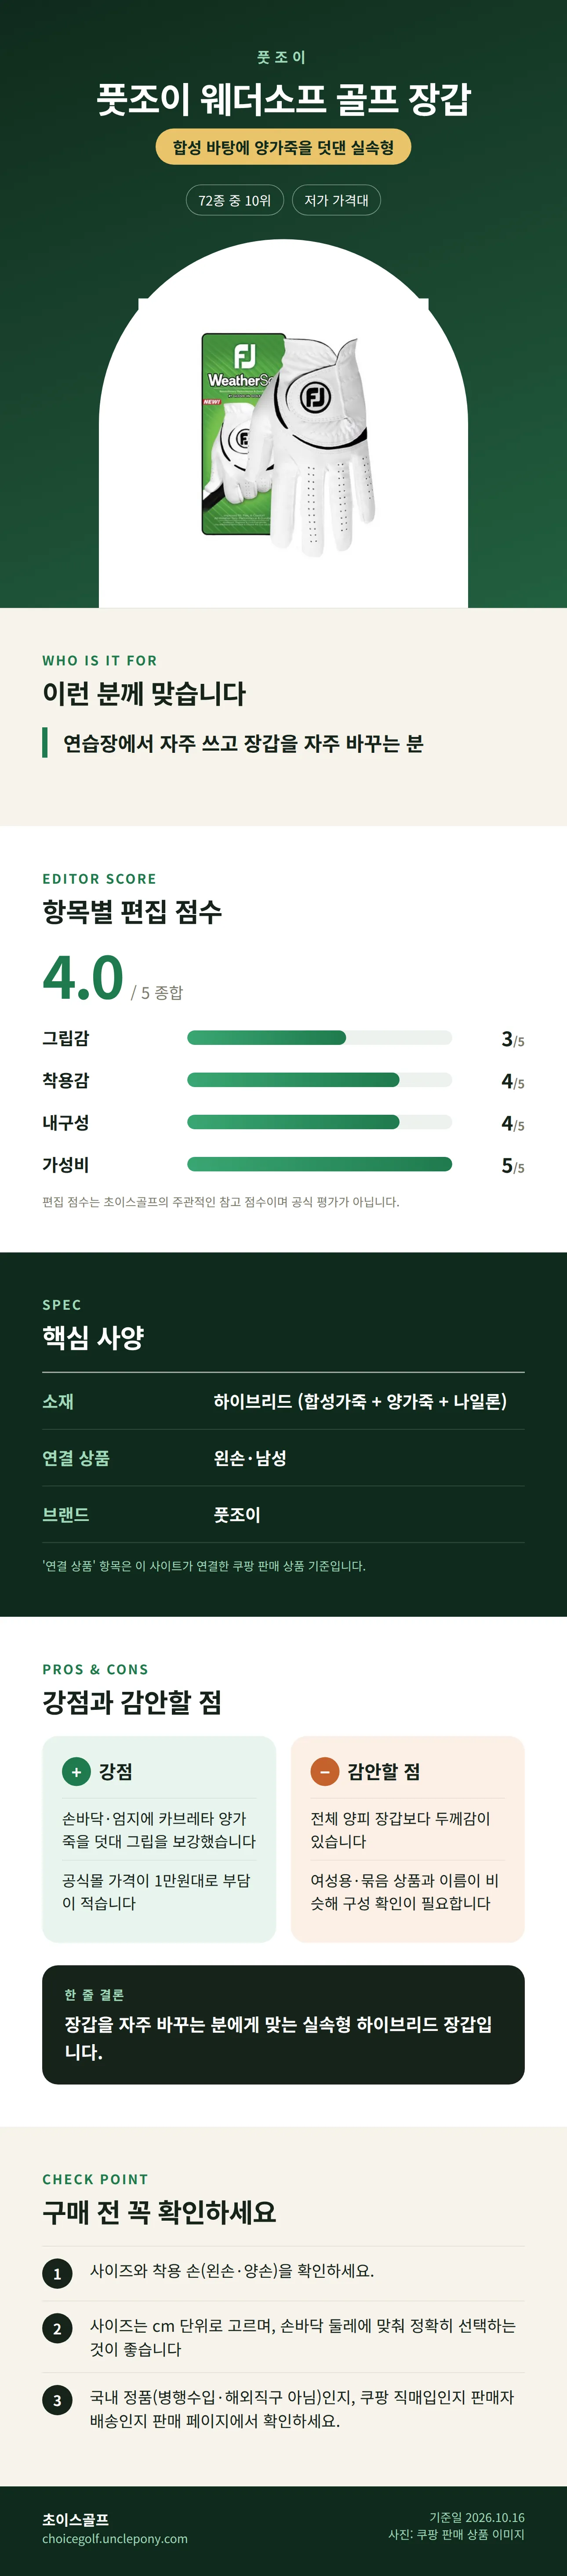 풋조이
풋조이 웨더소프 골프 장갑
합성 바탕에 양가죽을 덧댄 실속형
72종 중 10위
저가 가격대
FJ
WeatherSo
NEW!
FJ
WHO IS IT FOR
이런 분께 맞습니다
연습장에서 자주 쓰고 장갑을 자주 바꾸는 분
EDITOR SCORE
항목별 편집 점수
4.0 / 5 종합
그립감 3/5
착용감 4/5
내구성 4/5
가성비 5/5
편집 점수는 초이스골프의 주관적인 참고 점수이며 공식 평가가 아닙니다.
SPEC
핵심 사양
소재 하이브리드 (합성가죽 + 양가죽 + 나일론)
연결 상품 왼손·남성
브랜드 풋조이
'연결 상품' 항목은 이 사이트가 연결한 쿠팡 판매 상품 기준입니다.
PROS & CONS
강점과 감안할 점
+ 강점
손바닥·엄지에 카브레타 양가
죽을 덧대 그립을 보강했습니다
공식몰 가격이 1만원대로 부담
이 적습니다
− 감안할 점
전체 양피 장갑보다 두께감이
있습니다
여성용·묶음 상품과 이름이 비
슷해 구성 확인이 필요합니다
한 줄 결론
장갑을 자주 바꾸는 분에게 맞는 실속형 하이브리드 장갑입
니다.
CHECK POINT
구매 전 꼭 확인하세요
1 사이즈와 착용 손(왼손·양손)을 확인하세요.
2 사이즈는 cm 단위로 고르며, 손바닥 둘레에 맞춰 정확히 선택하는
것이 좋습니다
3 국내 정품(병행수입·해외직구 아님)인지, 쿠팡 직매입인지 판매자
배송인지 판매 페이지에서 확인하세요.
초이스골프
choicegolf.unclepony.com
기준일 2026.10.16
사진: 쿠팡 판매 상품 이미지